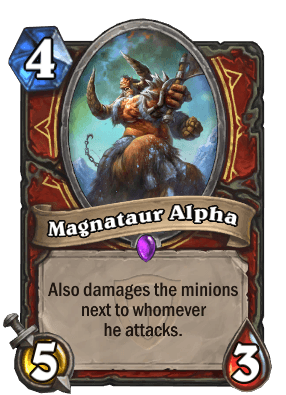 4
Magnataur Alpha
Also damages the minions
next to whomever
he attacks.
5
3